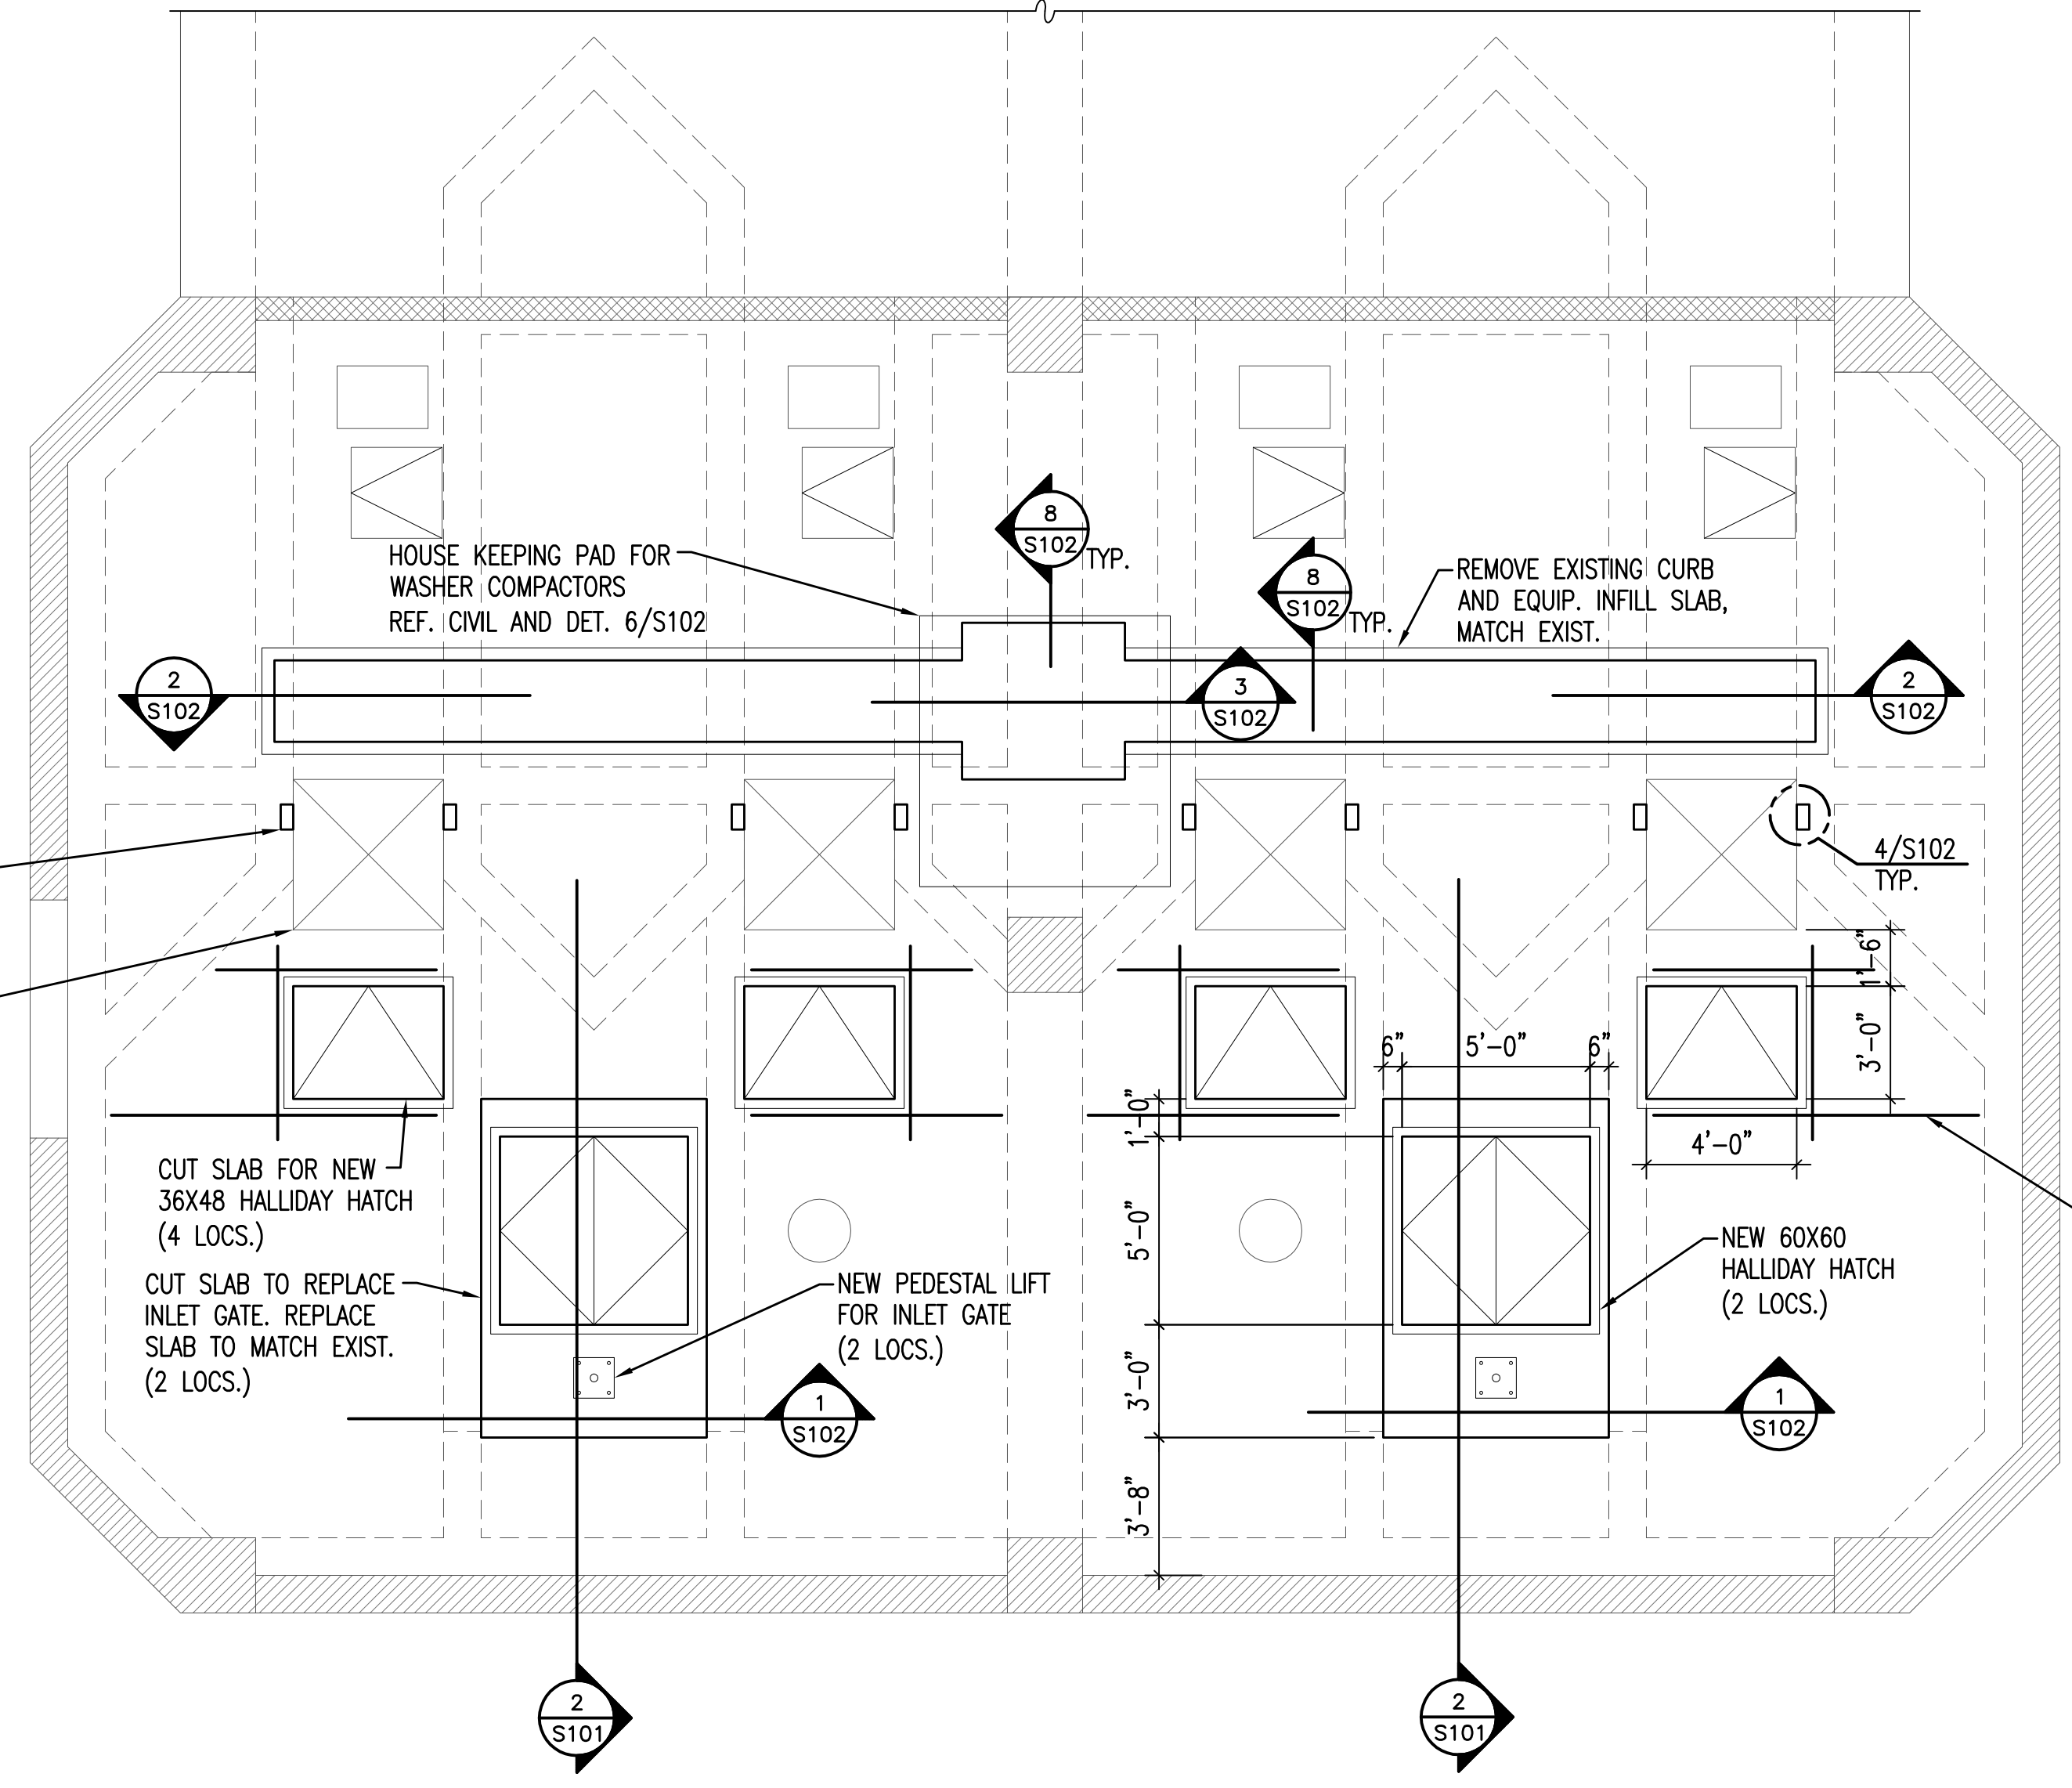 8
S102
TYP.
HOUSE KEEPING PAD FOR
WASHER COMPACTORS
REF. CIVIL AND DET. 6/S102
8
S102
TYP.
REMOVE EXISTING CURB
AND EQUIP. INFILL SLAB,
MATCH EXIST.
2
S102
3
S102
2
S102
4/S102
TYP.
1'-6"
3'-0"
4'-0"
6"
5'-0"
6"
1'-0"
5'-0"
3'-0"
3'-8"
CUT SLAB FOR NEW
36X48 HALLIDAY HATCH
(4 LOCS.)
CUT SLAB TO REPLACE
INLET GATE. REPLACE
SLAB TO MATCH EXIST.
(2 LOCS.)
NEW PEDESTAL LIFT
FOR INLET GATE
(2 LOCS.)
NEW 60X60
HALLIDAY HATCH
(2 LOCS.)
1
S102
1
S102
2
S101
2
S101